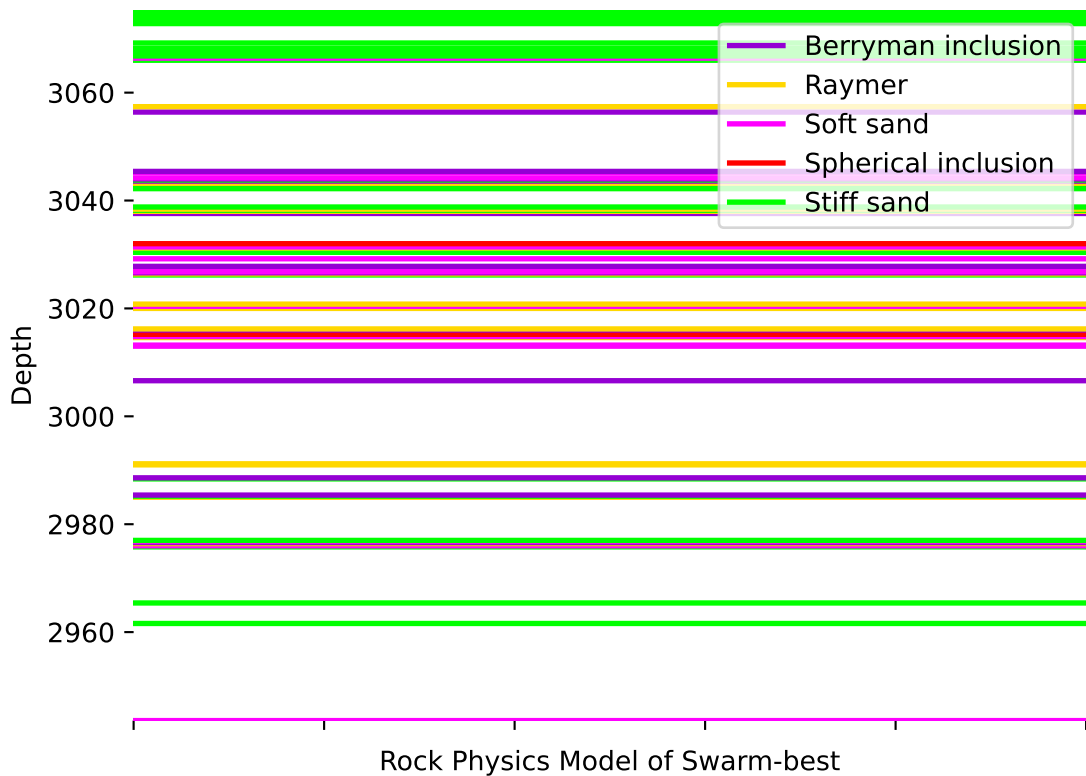 Berryman inclusion
Raymer
Soft sand
Spherical inclusion
Stiff sand
3060
3040
3020
3000
2980
2960
Depth
Rock Physics Model of Swarm-best